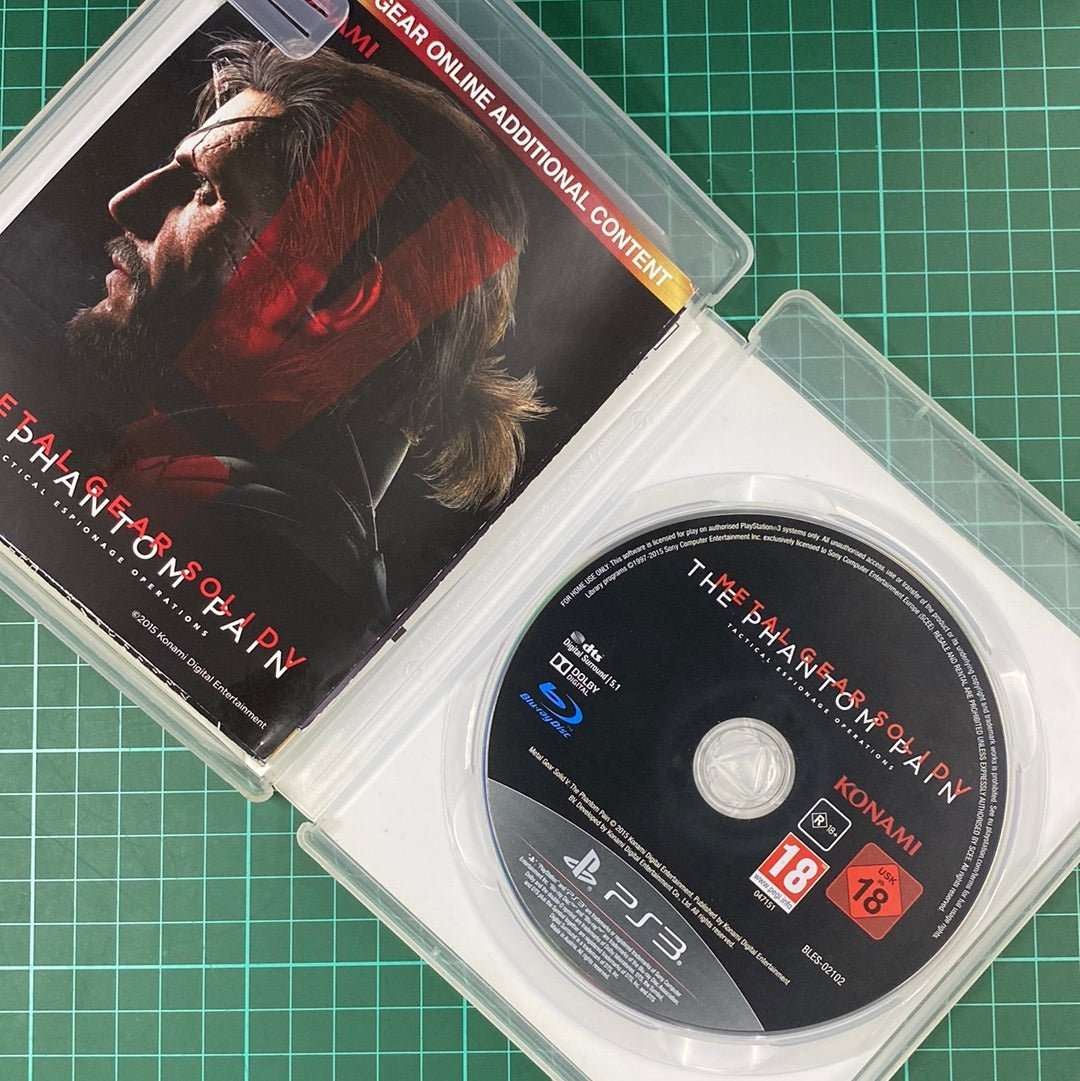 GEAR ONLINE ADDITIONAL CONTENT
METAL GEAR SOLID V
THE PHANTOM PAIN
TACTICAL ESPIONAGE OPERATIONS
©2015 Konami Digital Entertainment
FOR HOME USE ONLY. This software is licensed for play on authorised PlayStation®3 systems only. All unauthorised access, use or transfer of the product or its underlying copyright and trademark works is prohibited. See eu.playstation.com/terms for full usage rights.
Library programs ©1997-2015 Sony Computer Entertainment Inc. exclusively licensed to Sony Computer Entertainment Europe (SCEE). RESALE AND RENTAL ARE PROHIBITED UNLESS EXPRESSLY AUTHORISED BY SCEE. All rights reserved.
METAL GEAR SOLID V
THE PHANTOM PAIN
TACTICAL ESPIONAGE OPERATIONS
dts
Digital Surround | 5.1
DOLBY
DIGITAL
Blu-ray Disc
KONAMI
R 18+
18
www.pegi.info
047151
USK
18
BLES-02102
Metal Gear Solid V: The Phantom Pain © 2015 Konami Digital Entertainment. Published by Konami Digital Entertainment
BV. Developed by Konami Digital Entertainment Co., Ltd. All Rights Reserved.
PS3